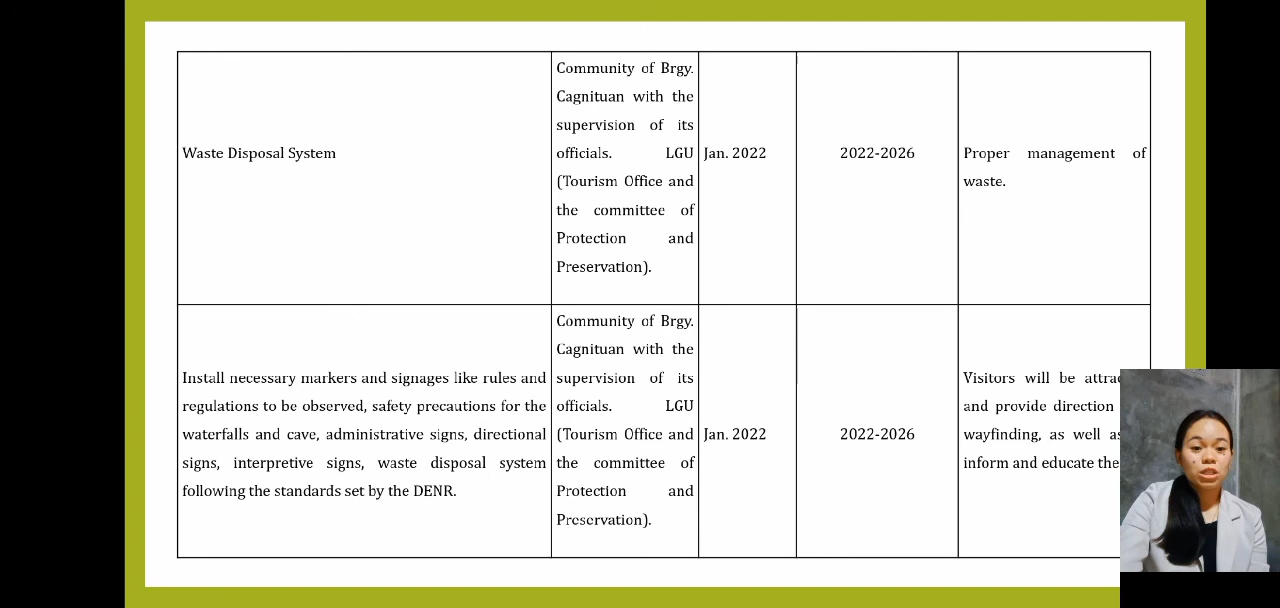 Waste Disposal System
Community of Brgy.
Cagnituan with the
supervision of its
officials. LGU
(Tourism Office and
the committee of
Protection and
Preservation).
Jan. 2022
2022-2026
Proper management of
waste.
Install necessary markers and signages like rules and
regulations to be observed, safety precautions for the
waterfalls and cave, administrative signs, directional
signs, interpretive signs, waste disposal system
following the standards set by the DENR.
Community of Brgy.
Cagnituan with the
supervision of its
officials. LGU
(Tourism Office and
the committee of
Protection and
Preservation).
Jan. 2022
2022-2026
Visitors will be
and provide direction
wayfinding, as well as
inform and educate the